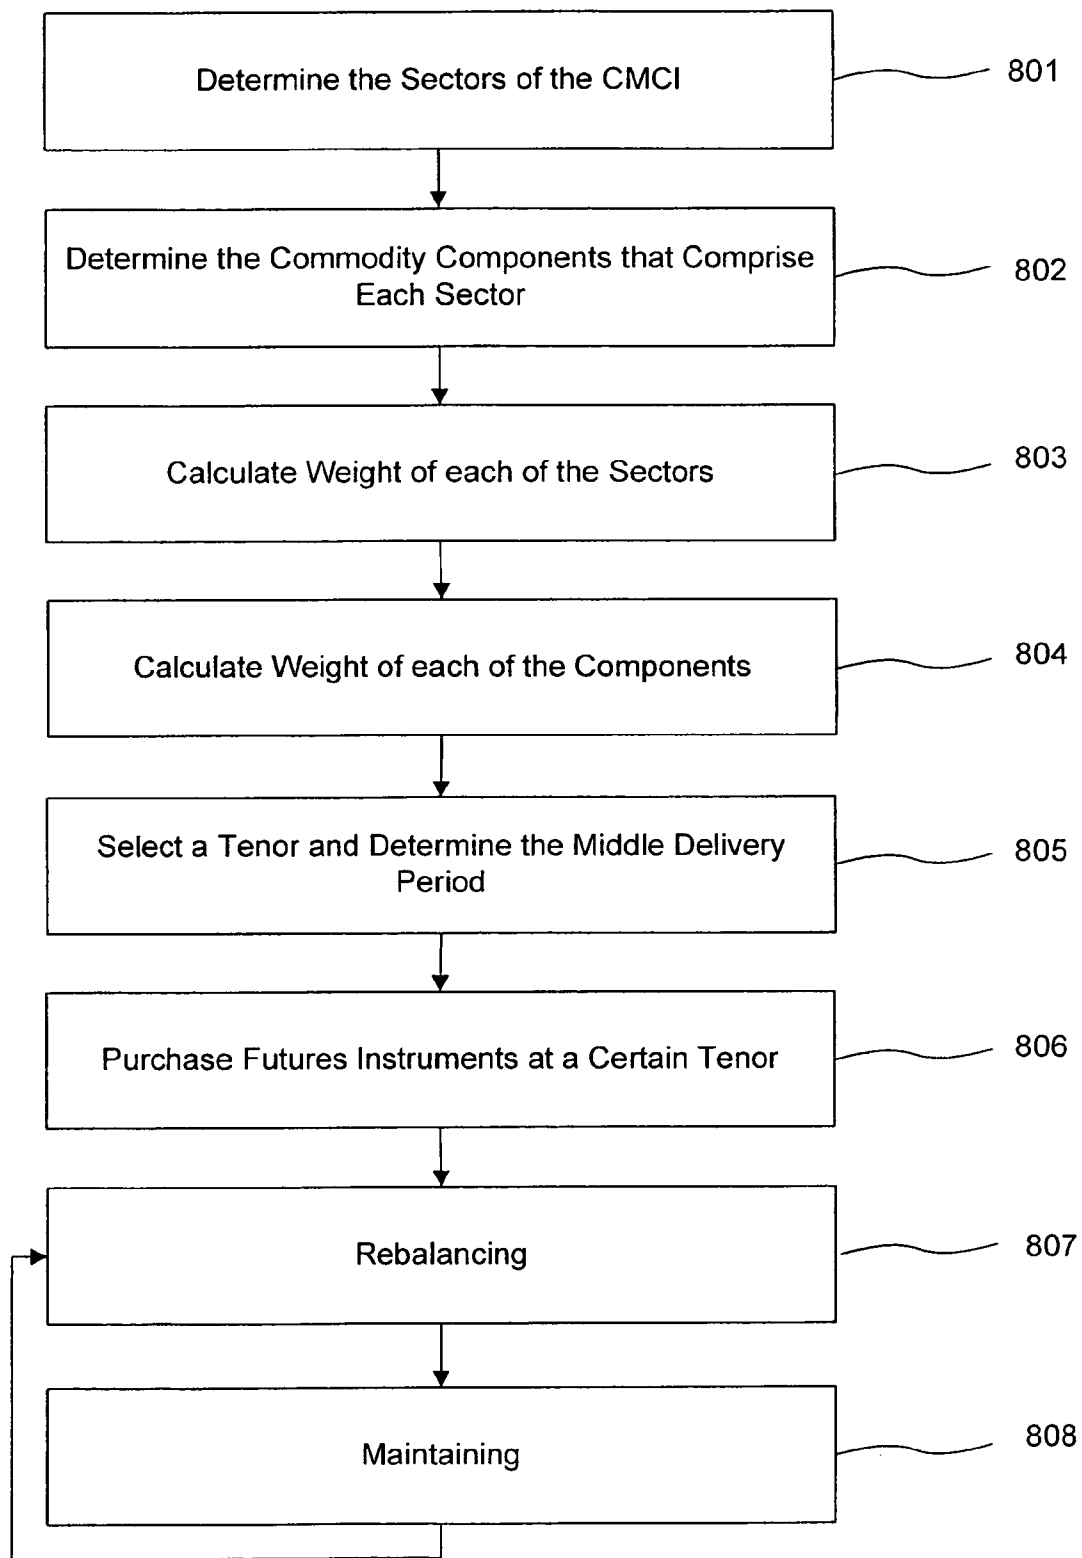 Determine the Sectors of the CMCI
801
Determine the Commodity Components that Comprise
Each Sector
802
Calculate Weight of each of the Sectors
803
Calculate Weight of each of the Components
804
Select a Tenor and Determine the Middle Delivery
Period
805
Purchase Futures Instruments at a Certain Tenor
806
Rebalancing
807
Maintaining
808